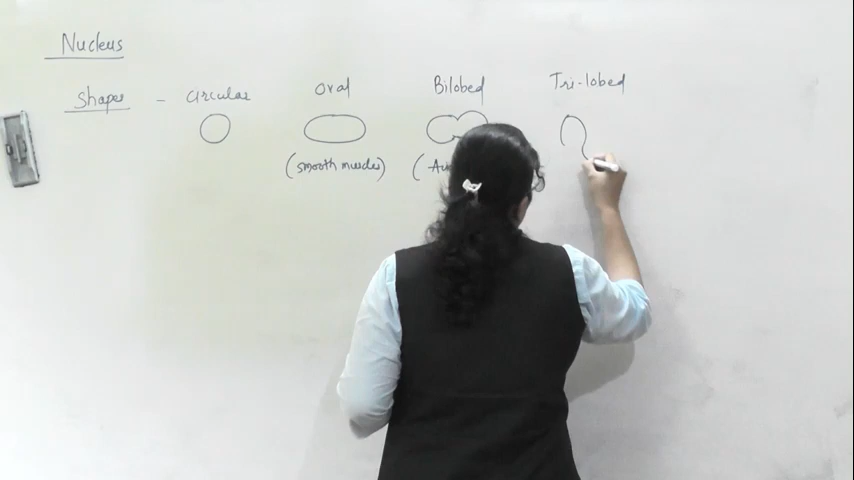 Nucleus
Shapes - Circular Oval Bilobed Tri-lobed
(smooth muscles) (